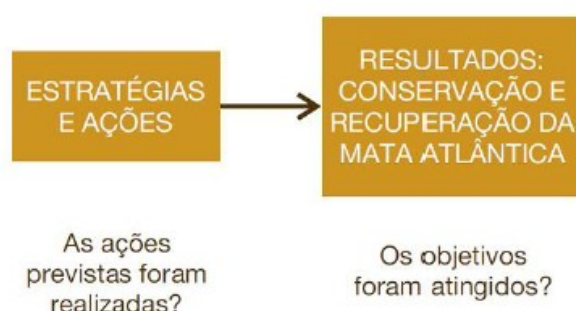 ESTRATÉGIAS
E AÇÕES
RESULTADOS:
CONSERVAÇÃO E
RECUPERAÇÃO DA
MATA ATLÂNTICA
As ações
previstas foram
realizadas?
Os objetivos
foram atingidos?